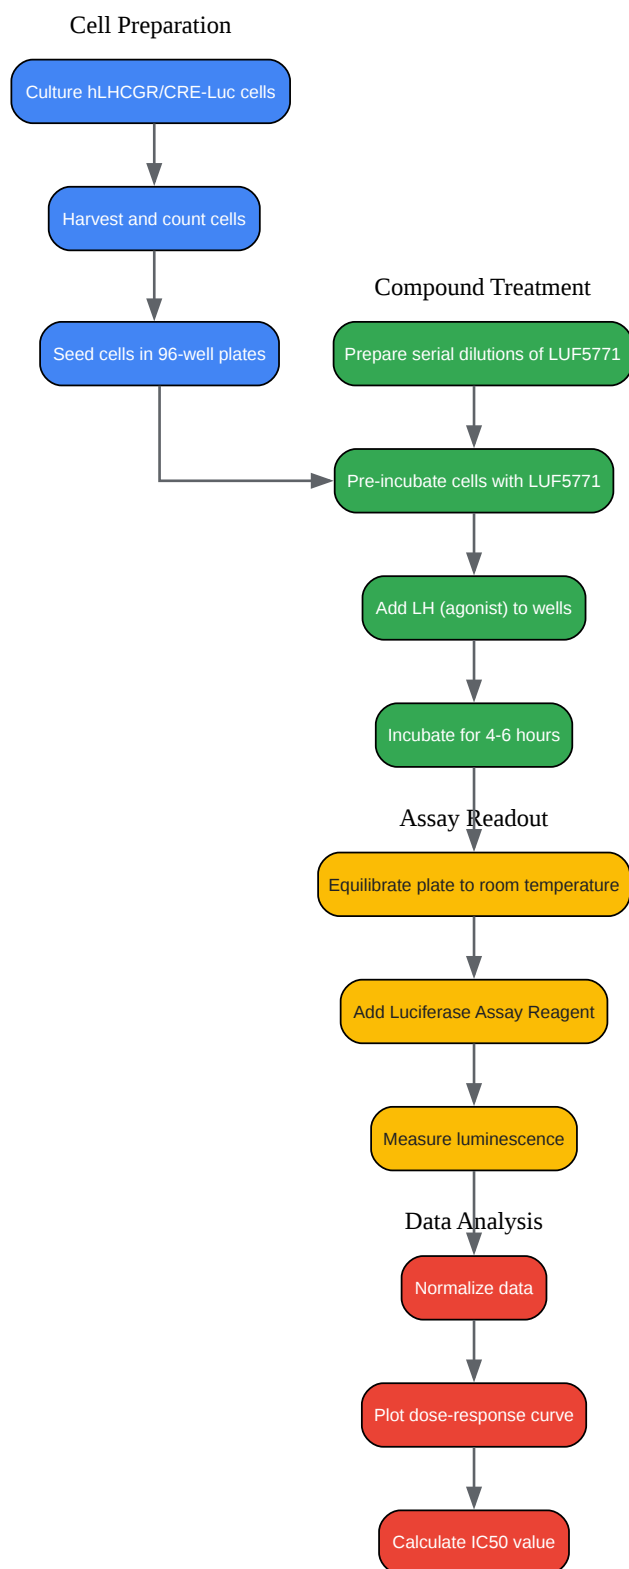 Cell Preparation
Culture hLHCGR/CRE-Luc cells
Harvest and count cells
Seed cells in 96-well plates
Compound Treatment
Prepare serial dilutions of LUF5771
Pre-incubate cells with LUF5771
Add LH (agonist) to wells
Incubate for 4-6 hours
Assay Readout
Equilibrate plate to room temperature
Add Luciferase Assay Reagent
Measure luminescence
Data Analysis
Normalize data
Plot dose-response curve
Calculate IC50 value